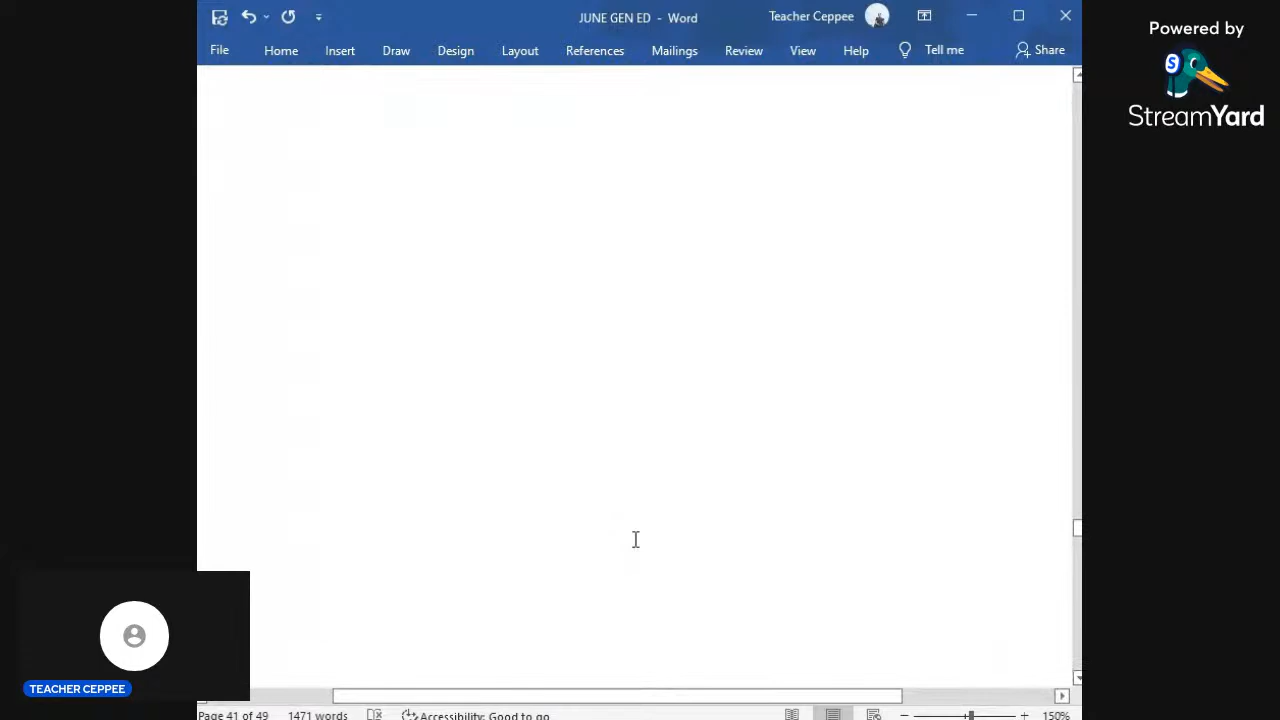 JUNE GEN ED - Word
Teacher Ceppee
File Home Insert Draw Design Layout References Mailings Review View Help Tell me Share
Powered by
S
StreamYard
TEACHER CEPPEE
Page 41 of 49 1471 words Accessibility: Good to go 150%